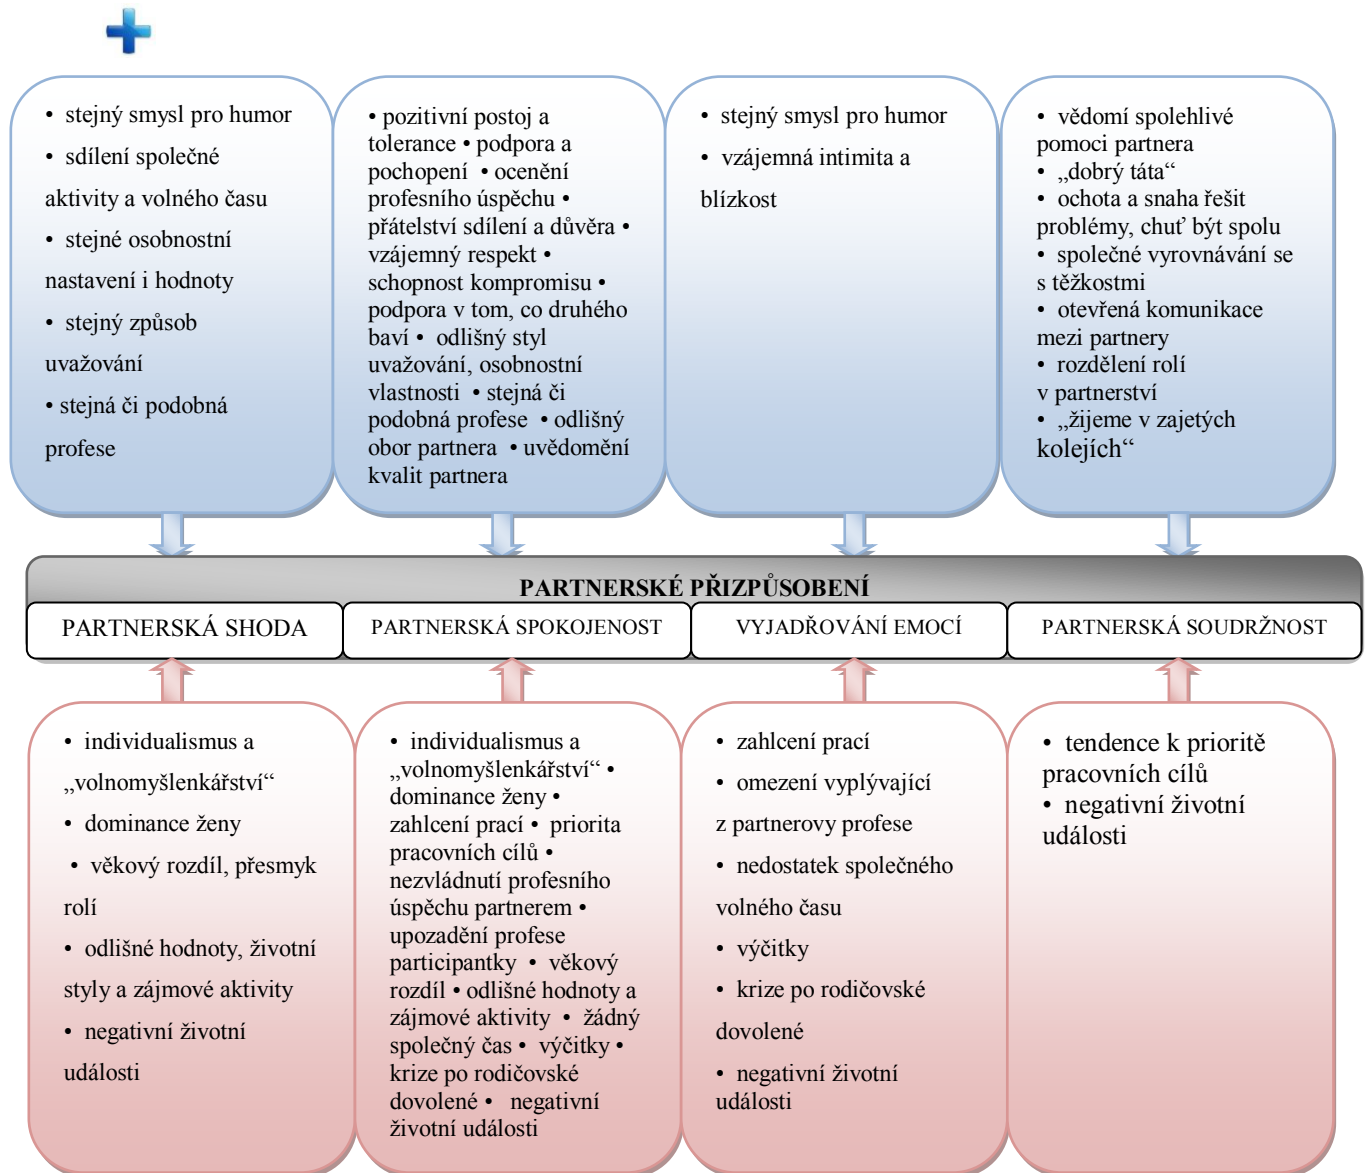 • stejný smysl pro humor
• sdílení společné
aktivity a volného času
• stejné osobnostní
nastavení i hodnoty
• stejný způsob
uvažování
• stejná či podobná
profese
• pozitivní postoj a
tolerance • podpora a
pochopení • ocenění
profesního úspěchu •
přátelství sdílení a důvěra •
vzájemný respekt •
schopnost kompromisu •
podpora v tom, co druhého
baví • odlišný styl
uvažování, osobnostní
vlastnosti • stejná či
podobná profese • odlišný
obor partnera • uvědomění
kvalit partnera
• stejný smysl pro humor
• vzájemná intimita a
blízkost
• vědomí spolehlivé
pomoci partnera
• „dobrý táta“
• ochota a snaha řešit
problémy, chuť být spolu
• společné vyrovnávání se
s těžkostmi
• otevřená komunikace
mezi partnery
• rozdělení rolí
v partnerství
• „žijeme v zajetých
kolejích“
PARTNERSKÉ PŘIZPŮSOBENÍ
PARTNERSKÁ SHODA
PARTNERSKÁ SPOKOJENOST
VYJADŘOVÁNÍ EMOCÍ
PARTNERSKÁ SOUDRŽNOST
• individualismus a
„volnomyšlenkářství“
• dominance ženy
• věkový rozdíl, přesmyk
rolí
• odlišné hodnoty, životní
styly a zájmové aktivity
• negativní životní
události
• individualismus a
„volnomyšlenkářství“ •
dominance ženy •
zahlcení prací • priorita
pracovních cílů •
nezvládnutí profesního
úspěchu partnerem •
upozadění profese
participantky • věkový
rozdíl • odlišné hodnoty a
zájmové aktivity • žádný
společný čas • výčitky •
krize po rodičovské
dovolené • negativní
životní události
• zahlcení prací
• omezení vyplývající
z partnerovy profese
• nedostatek společného
volného času
• výčitky
• krize po rodičovské
dovolené
• negativní životní
události
• tendence k prioritě
pracovních cílů
• negativní životní
události